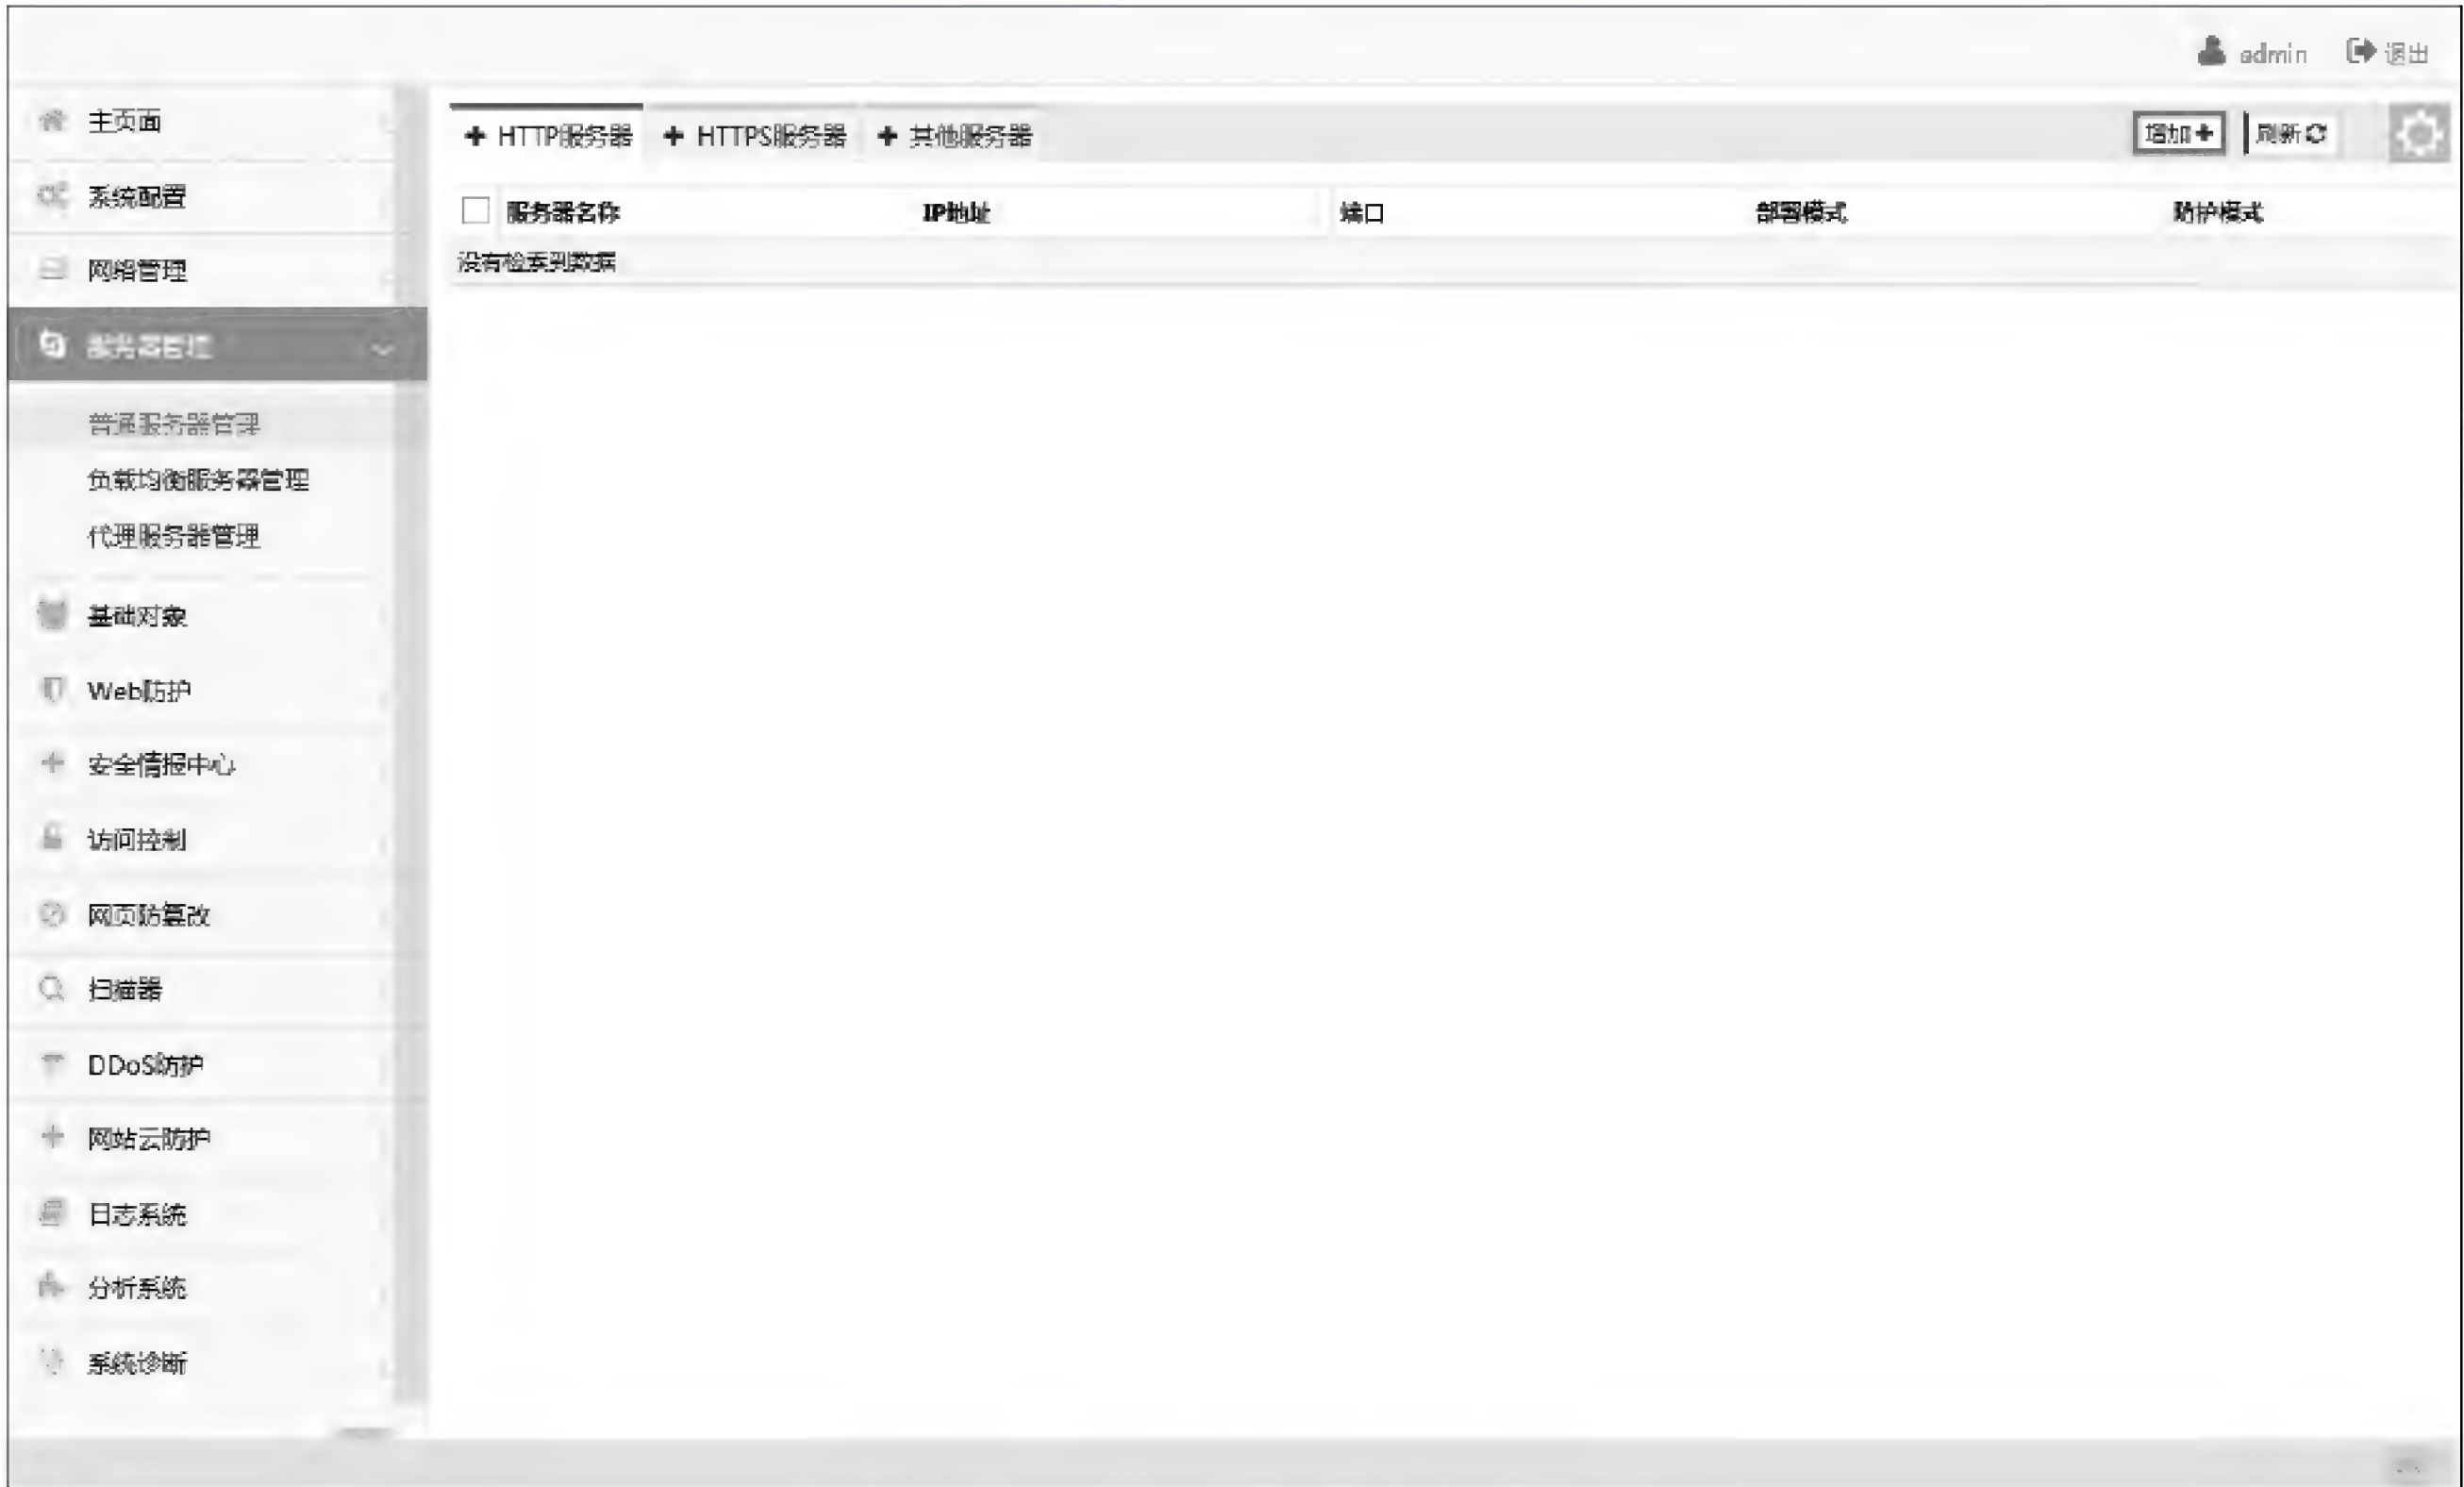 admin 退出
主页面
系统配置
网络管理
服务器管理
普通服务器管理
负载均衡服务器管理
代理服务器管理
基础对象
Web防护
安全情报中心
访问控制
网页防篡改
扫描器
DDoS防护
网站云防护
日志系统
分析系统
系统诊断
+ HTTP服务器 + HTTPS服务器 + 其他服务器 增加+ 刷新
服务器名称 IP地址 端口 部署模式 防护模式
没有检索到数据